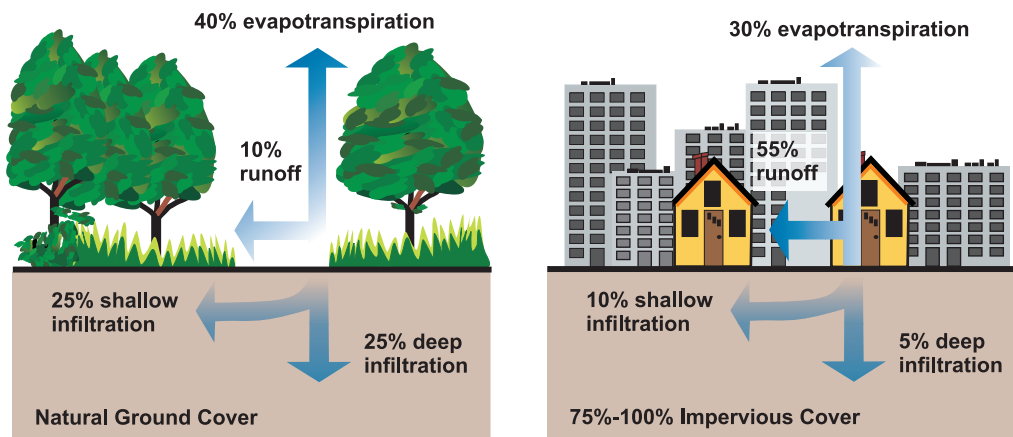 40% evapotranspiration
10%
runoff
25% shallow
infiltration
25% deep
infiltration
Natural Ground Cover
30% evapotranspiration
55%
runoff
10% shallow
infiltration
5% deep
infiltration
75%-100% Impervious Cover